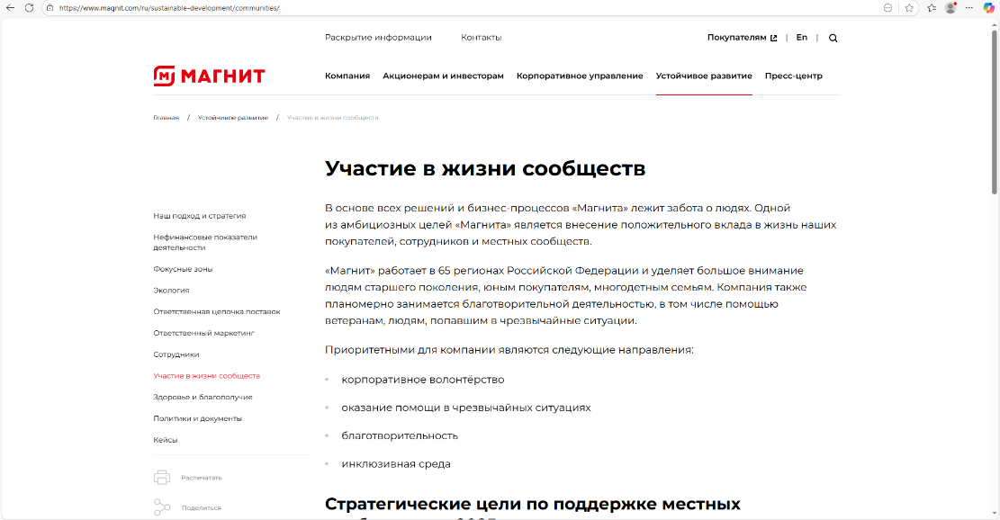 https://www.magnit.com/ru/sustainable-development/communities/
Раскрытие информации
Контакты
Покупателям | En |
МАГНИТ
Компания
Акционерам и инвесторам
Корпоративное управление
Устойчивое развитие
Пресс-центр
Главная / Устойчивое развитие / Участие в жизни сообществ
Участие в жизни сообществ
В основе всех решений и бизнес-процессов «Магнита» лежит забота о людях. Одной
из амбициозных целей «Магнита» является внесение положительного вклада в жизнь наших
покупателей, сотрудников и местных сообществ.
«Магнит» работает в 65 регионах Российской Федерации и уделяет большое внимание
людям старшего поколения, юным покупателям, многодетным семьям. Компания также
планомерно занимается благотворительной деятельностью, в том числе помощью
ветеранам, людям, попавшим в чрезвычайные ситуации.
Приоритетными для компании являются следующие направления:
корпоративное волонтёрство
оказание помощи в чрезвычайных ситуациях
благотворительность
инклюзивная среда
Стратегические цели по поддержке местных
Наш подход и стратегия
Нефинансовые показатели
деятельности
Фокусные зоны
Экология
Ответственная цепочка поставок
Ответственный маркетинг
Сотрудники
Участие в жизни сообществ
Здоровье и благополучие
Политики и документы
Кейсы
Распечатать
Поделиться